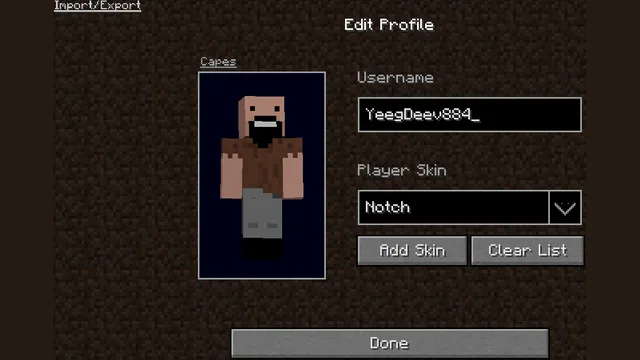 Import/Export
Edit Profile
Capes
Username
YeegDeev884_
Player Skin
Notch
Add Skin
Clear List
Done